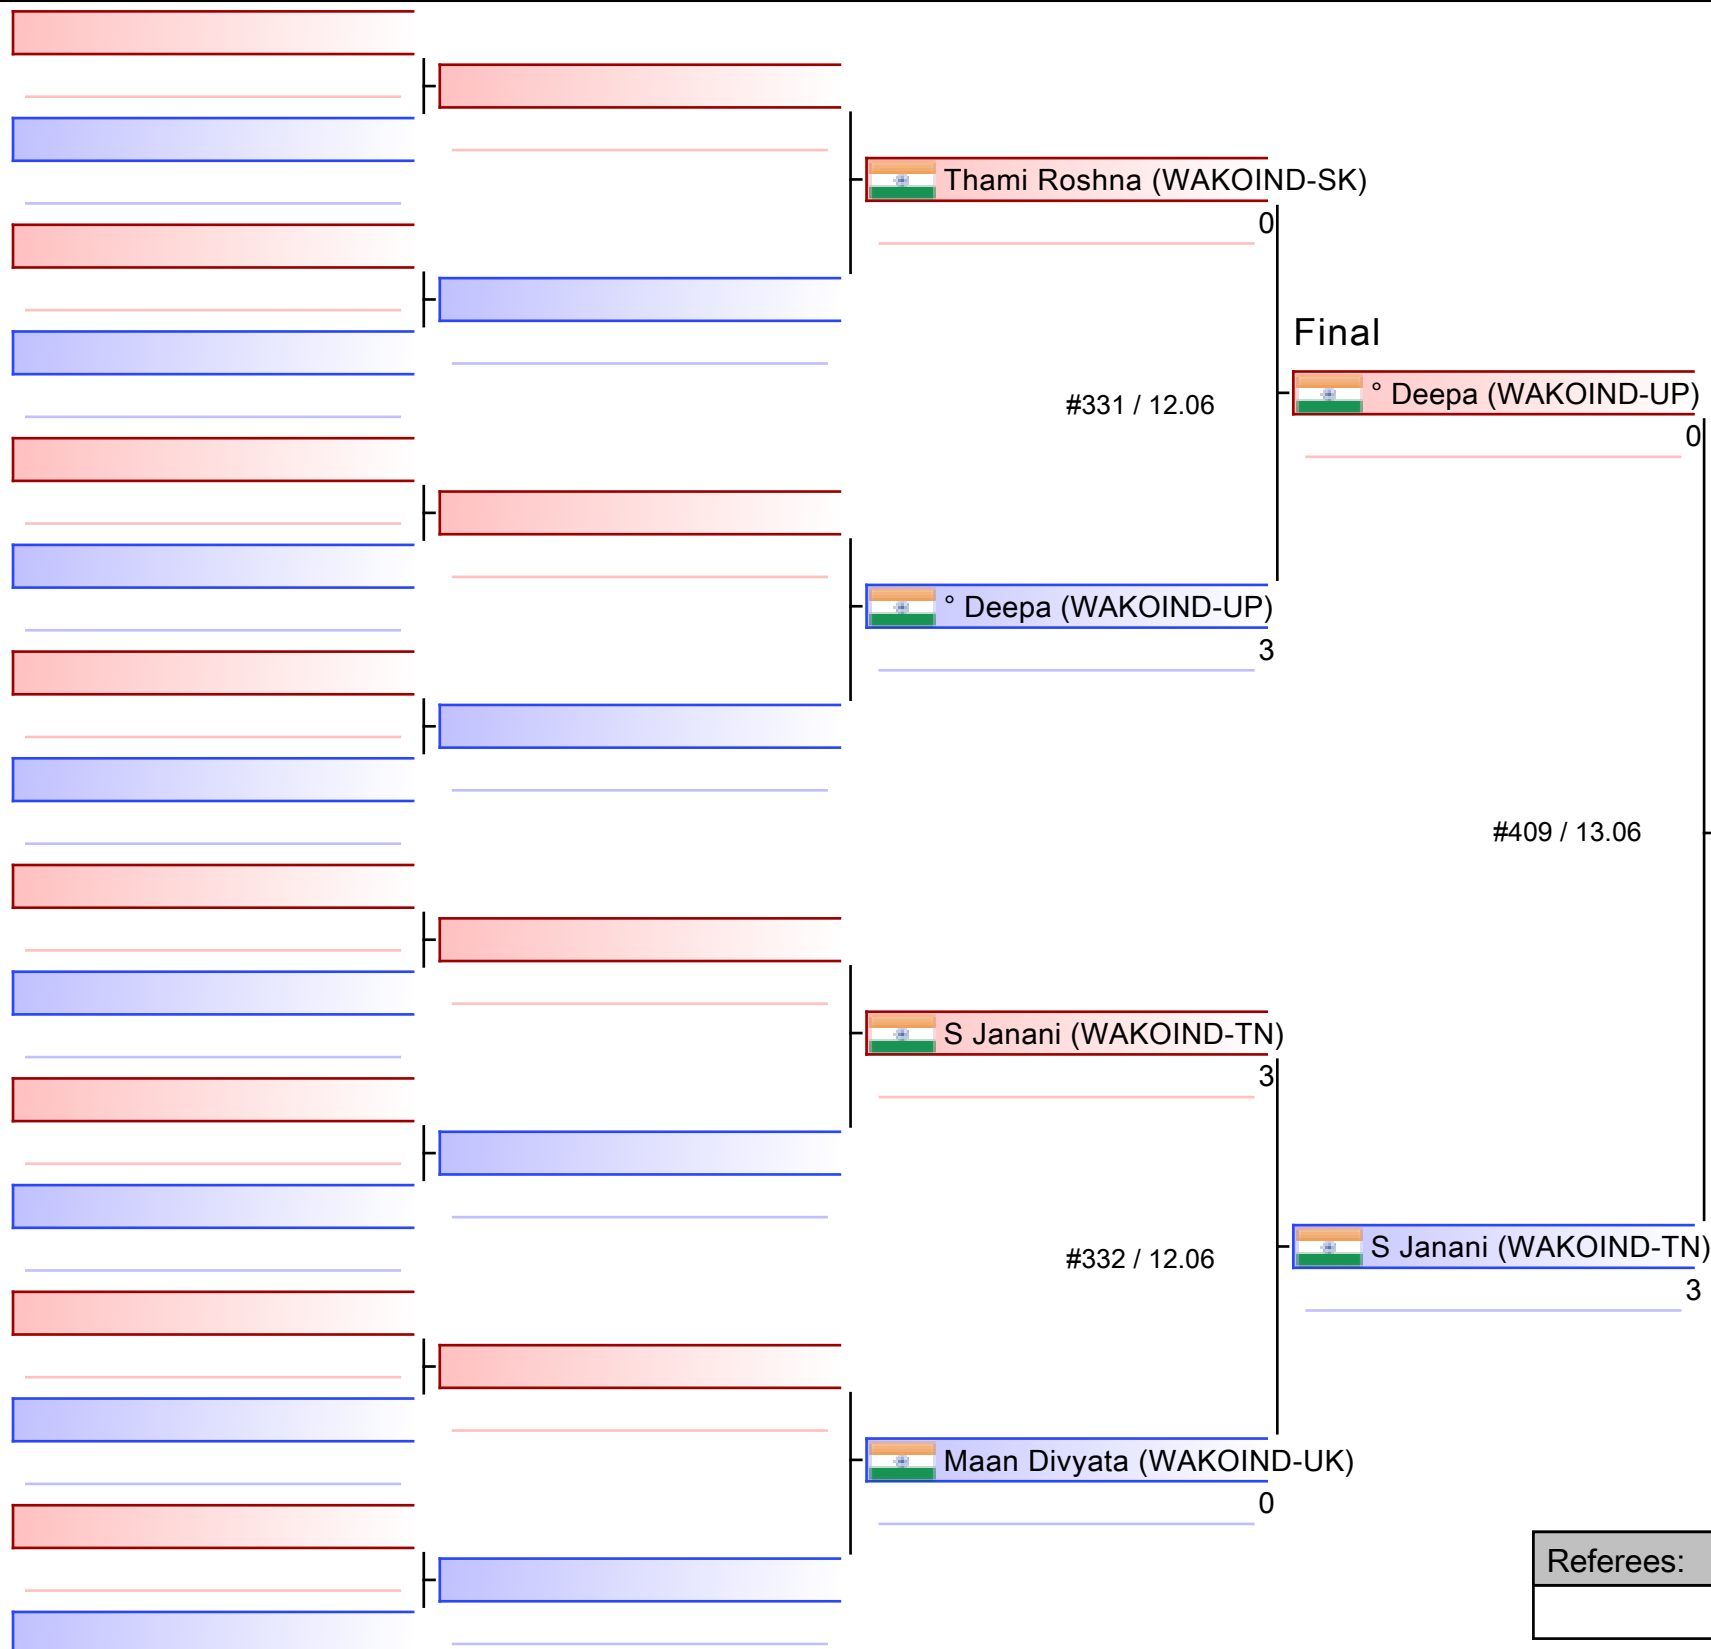 Thami Roshna (WAKOIND-SK)
0
Final
#331 / 12.06
° Deepa (WAKOIND-UP)
0
° Deepa (WAKOIND-UP)
3
#409 / 13.06
S Janani (WAKOIND-TN)
3
#332 / 12.06
S Janani (WAKOIND-TN)
3
Maan Divyata (WAKOIND-UK)
0
Referees: